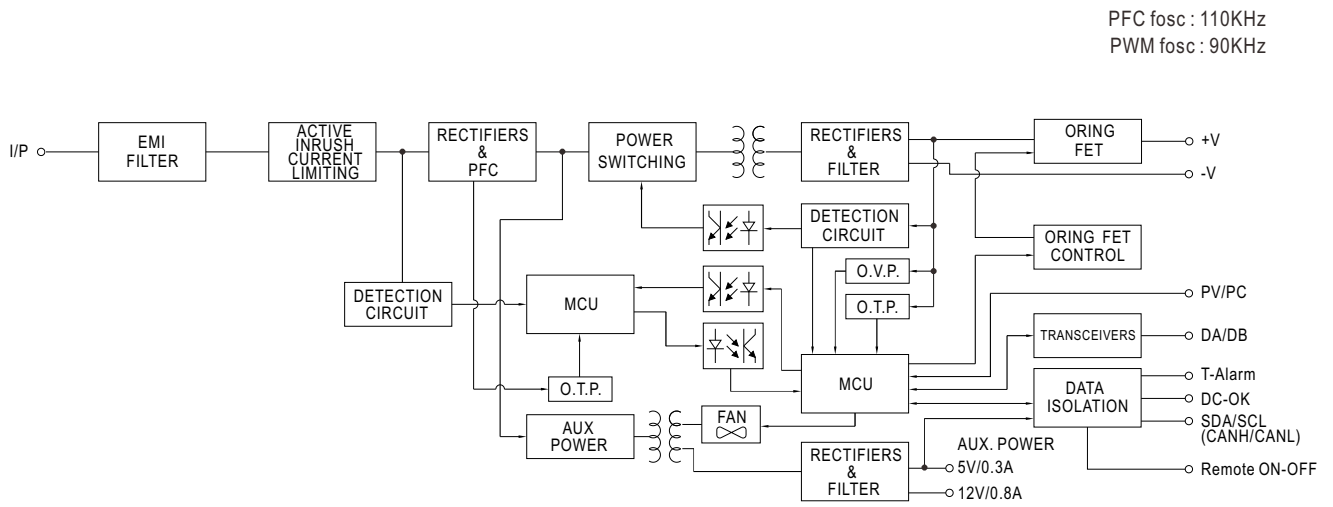 PFC fosc : 110KHz
PWM fosc : 90KHz
I/P
EMI
FILTER
ACTIVE
INRUSH
CURRENT
LIMITING
RECTIFIERS
&
PFC
POWER
SWITCHING
RECTIFIERS
&
FILTER
ORING
FET
+V
-V
DETECTION
CIRCUIT
ORING FET
CONTROL
O.V.P.
O.T.P.
DETECTION
CIRCUIT
MCU
PV/PC
TRANSCEIVERS
DA/DB
O.T.P.
MCU
DATA
ISOLATION
T-Alarm
DC-OK
SDA/SCL
(CANH/CANL)
Remote ON-OFF
AUX
POWER
FAN
RECTIFIERS
&
FILTER
AUX. POWER
5V/0.3A
12V/0.8A